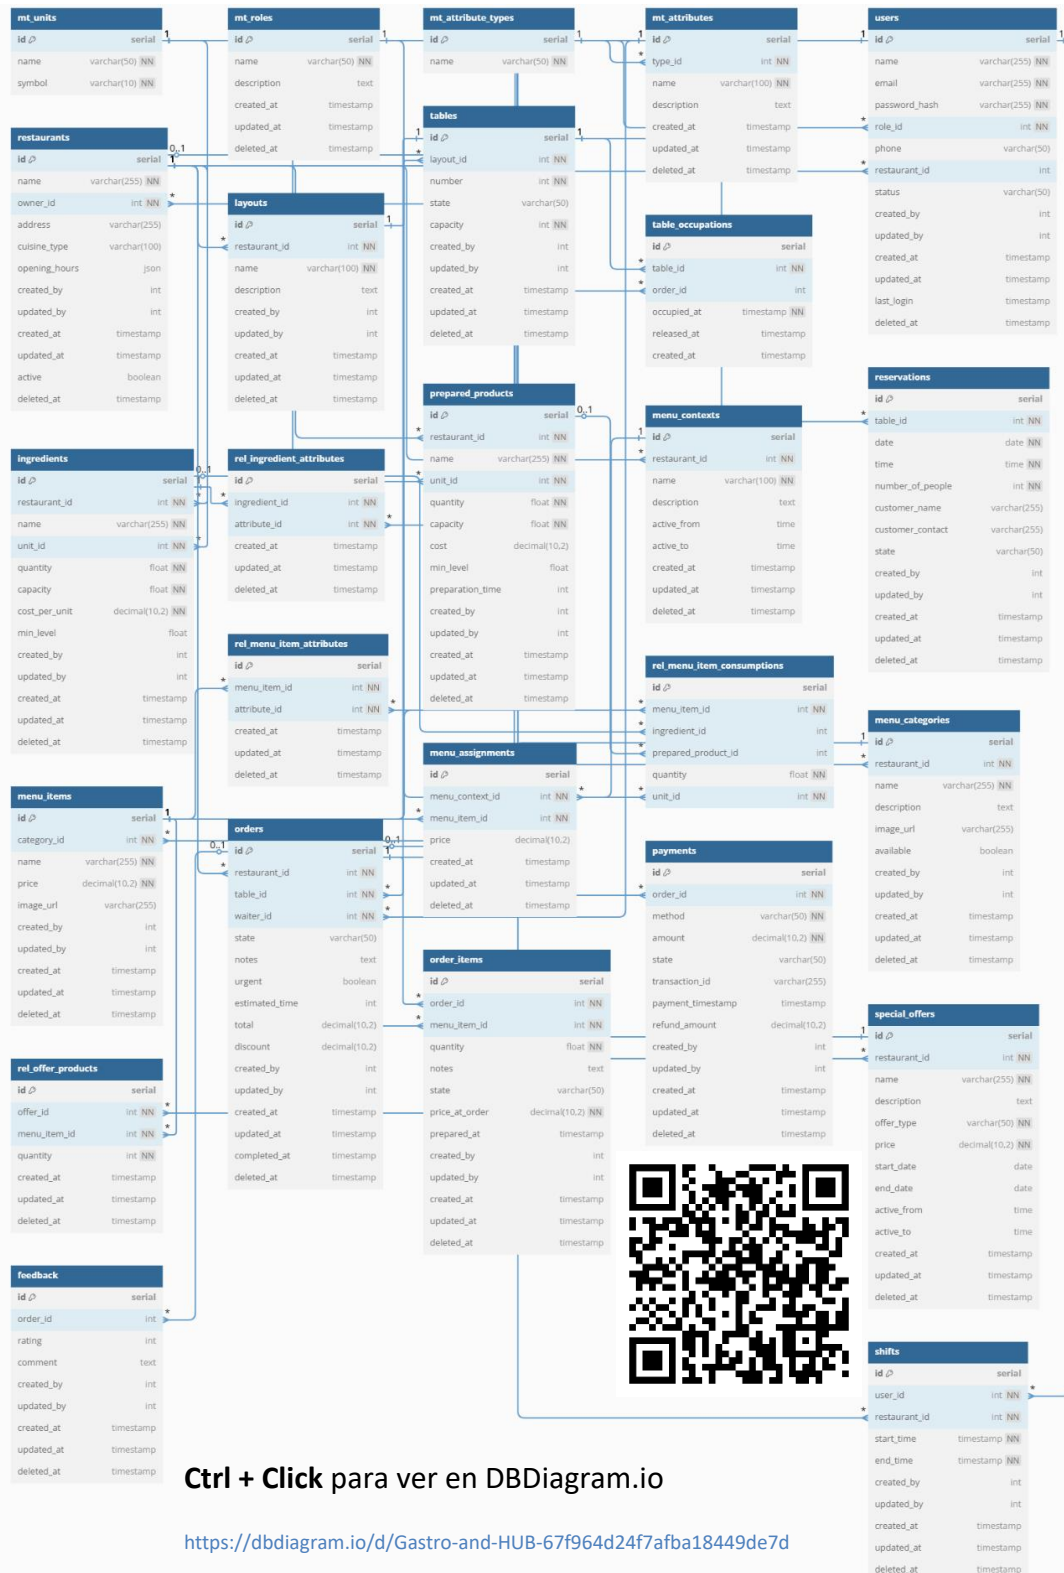 mt_units
id serial 1
name varchar(50) NN
symbol varchar(10) NN
restaurants
0..1
id serial 1
name varchar(255) NN
owner_id int NN *
address varchar(255)
cuisine_type varchar(100)
opening_hours json
created_by int
updated_by int
created_at timestamp
updated_at timestamp
active boolean
deleted_at timestamp
ingredients
0..1
id serial 1
restaurant_id int NN *
name varchar(255) NN
unit_id int NN *
quantity float NN
capacity float NN
cost_per_unit decimal(10,2) NN
min_level float
created_by int
updated_by int
created_at timestamp
updated_at timestamp
deleted_at timestamp
menu_items
id serial 1
category_id int NN *
name varchar(255) NN
price decimal(10,2) NN
image_url varchar(255)
created_by int
updated_by int
created_at timestamp
updated_at timestamp
deleted_at timestamp
rel_offer_products
id serial
offer_id int NN *
menu_item_id int NN *
quantity int NN
created_at timestamp
updated_at timestamp
deleted_at timestamp
feedback
id serial
order_id int *
rating int
comment text
created_by int
updated_by int
created_at timestamp
updated_at timestamp
deleted_at timestamp
mt_roles
id serial 1
name varchar(50) NN
description text
created_at timestamp
updated_at timestamp
deleted_at timestamp
layouts
id serial 1
* restaurant_id int NN
name varchar(100) NN
description text
created_by int
updated_by int
created_at timestamp
updated_at timestamp
deleted_at timestamp
rel_ingredient_attributes
id serial
* ingredient_id int NN
attribute_id int NN *
created_at timestamp
updated_at timestamp
deleted_at timestamp
rel_menu_item_attributes
id serial
* menu_item_id int NN
attribute_id int NN *
created_at timestamp
updated_at timestamp
deleted_at timestamp
orders
0..1 id serial 0..1 1
* restaurant_id int NN
table_id int NN *
waiter_id int NN *
state varchar(50)
notes text
urgent boolean
estimated_time int
total decimal(10,2)
discount decimal(10,2)
created_by int
updated_by int
created_at timestamp
updated_at timestamp
completed_at timestamp
deleted_at timestamp
mt_attribute_types
id serial 1
name varchar(50) NN
tables
1 id serial 1
* layout_id int NN
number int NN
state varchar(50)
capacity int NN
created_by int
updated_by int
created_at timestamp
updated_at timestamp
deleted_at timestamp
prepared_products
id serial 0..1
* restaurant_id int NN
name varchar(255) NN
* unit_id int NN
quantity float NN
capacity float NN
cost decimal(10,2)
min_level float
preparation_time int
created_by int
updated_by int
created_at timestamp
updated_at timestamp
deleted_at timestamp
menu_assignments
id serial
menu_context_id int NN *
* menu_item_id int NN
price decimal(10,2)
created_at timestamp
updated_at timestamp
deleted_at timestamp
order_items
id serial
* order_id int NN
* menu_item_id int NN
quantity float NN
notes text
state varchar(50)
price_at_order decimal(10,2) NN
prepared_at timestamp
created_by int
updated_by int
created_at timestamp
updated_at timestamp
deleted_at timestamp
mt_attributes
1 id serial
* type_id int NN
name varchar(100) NN
description text
created_at timestamp
updated_at timestamp
deleted_at timestamp
table_occupations
id serial
* table_id int NN
* order_id int
occupied_at timestamp NN
released_at timestamp
created_at timestamp
menu_contexts
1 id serial
* restaurant_id int NN
name varchar(100) NN
description text
active_from time
active_to time
created_at timestamp
updated_at timestamp
deleted_at timestamp
rel_menu_item_consumptions
id serial
* menu_item_id int NN
* ingredient_id int
* prepared_product_id int
quantity float NN
* unit_id int NN
payments
id serial
* order_id int NN
method varchar(50) NN
amount decimal(10,2) NN
state varchar(50)
transaction_id varchar(255)
payment_timestamp timestamp
refund_amount decimal(10,2)
created_by int
updated_by int
created_at timestamp
updated_at timestamp
deleted_at timestamp
users
1 id serial 1
name varchar(255) NN
email varchar(255) NN
password_hash varchar(255) NN
* role_id int NN
phone varchar(50)
* restaurant_id int
status varchar(50)
created_by int
updated_by int
created_at timestamp
updated_at timestamp
last_login timestamp
deleted_at timestamp
reservations
id serial
* table_id int NN
date date NN
time time NN
number_of_people int NN
customer_name varchar(255)
customer_contact varchar(255)
state varchar(50)
created_by int
updated_by int
created_at timestamp
updated_at timestamp
deleted_at timestamp
menu_categories
1 id serial
* restaurant_id int NN
name varchar(255) NN
description text
image_url varchar(255)
available boolean
created_by int
updated_by int
created_at timestamp
updated_at timestamp
deleted_at timestamp
special_offers
1 id serial
* restaurant_id int NN
name varchar(255) NN
description text
offer_type varchar(50) NN
price decimal(10,2) NN
start_date date
end_date date
active_from time
active_to time
created_at timestamp
updated_at timestamp
deleted_at timestamp
shifts
id serial
user_id int NN *
* restaurant_id int NN
start_time timestamp NN
end_time timestamp NN
created_by int
updated_by int
created_at timestamp
updated_at timestamp
deleted_at timestamp
Ctrl + Click para ver en DBDiagram.io
https://dbdiagram.io/d/Gastro-and-HUB-67f964d24f7afba18449de7d